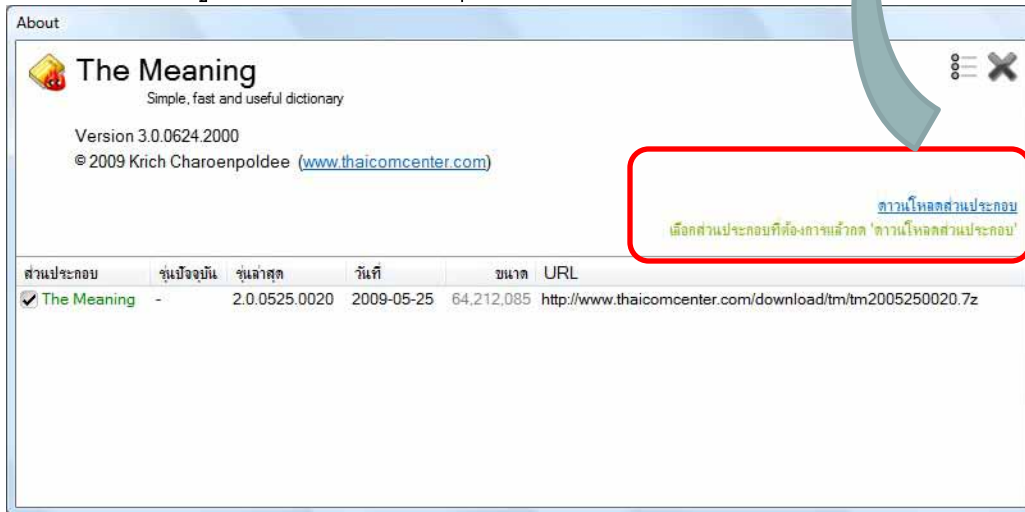 About
The Meaning
Simple, fast and useful dictionary
Version 3.0.0624.2000
© 2009 Krich Charoenpoldee (www.thaicomcenter.com)
ดาวน์โหลดส่วนประกอบ
เลือกส่วนประกอบที่ต้องการแล้วกด 'ดาวน์โหลดส่วนประกอบ'
ส่วนประกอบ รุ่นปัจจุบัน รุ่นล่าสุด วันที่ ขนาด URL
The Meaning - 2.0.0525.0020 2009-05-25 64,212,085 http://www.thaicomcenter.com/download/tm/tm2005250020.7z